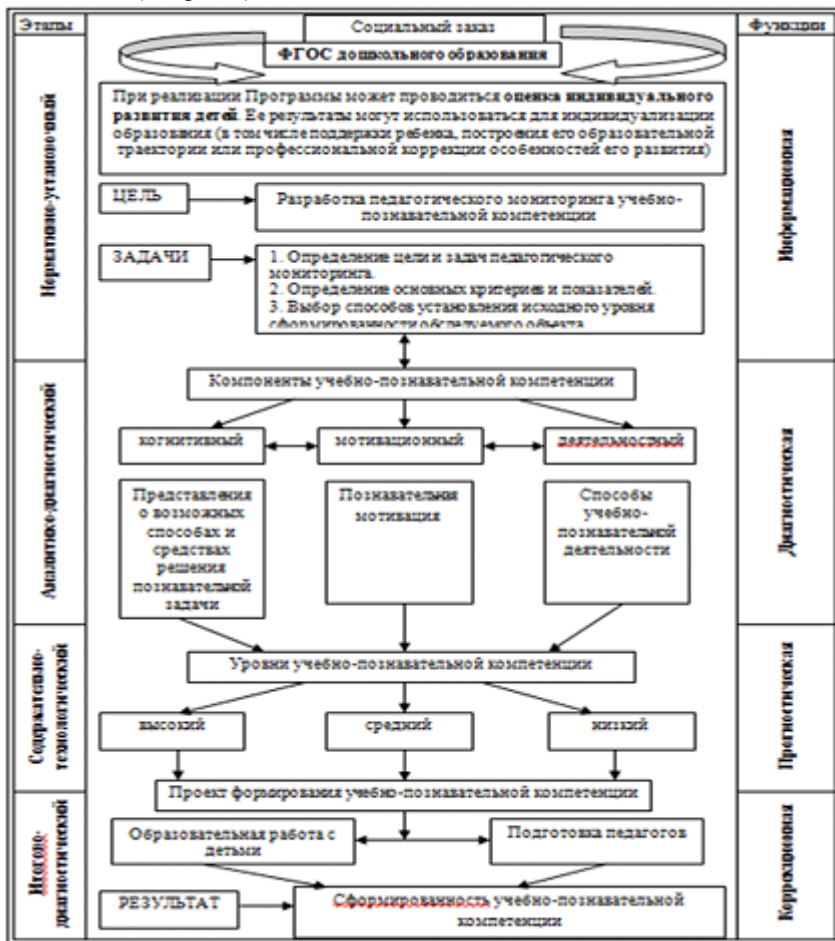 Этапы
Социальный заказ
Функции
ФГОС дошкольного образования
При реализации Программы может проводиться оценка индивидуального
развития детей. Ее результаты могут использоваться для индивидуализации
образования (в том числе поддержки ребенка, построения его образовательной
траектории или профессиональной коррекции особенностей его развития)
ЦЕЛЬ
Разработка педагогического мониторинга учебно-
познавательной компетенции
ЗАДАЧИ
1. Определение цели и задач педагогического
мониторинга.
2. Определение основных критериев и показателей.
3. Выбор способов установления исходного уровня
сформированности обследуемого объекта
Нормативно-установочный
Информационная
Компоненты учебно-познавательной компетенции
когнитивный
мотивационный
деятельностный
Представления
о возможных
способах и
средствах
решения
познавательной
задачи
Познавательная
мотивация
Способы
учебно-
познавательной
деятельности
Аналитико-диагностический
Диагностическая
Уровни учебно-познавательной компетенции
высокий
средний
низкий
Содержательно-
технологический
Прогностическая
Проект формирования учебно-познавательной компетенции
Образовательная работа с
детьми
Подготовка педагогов
РЕЗУЛЬТАТ
Сформированность учебно-познавательной
компетенции
Итогово-
диагностический
Коррекционная